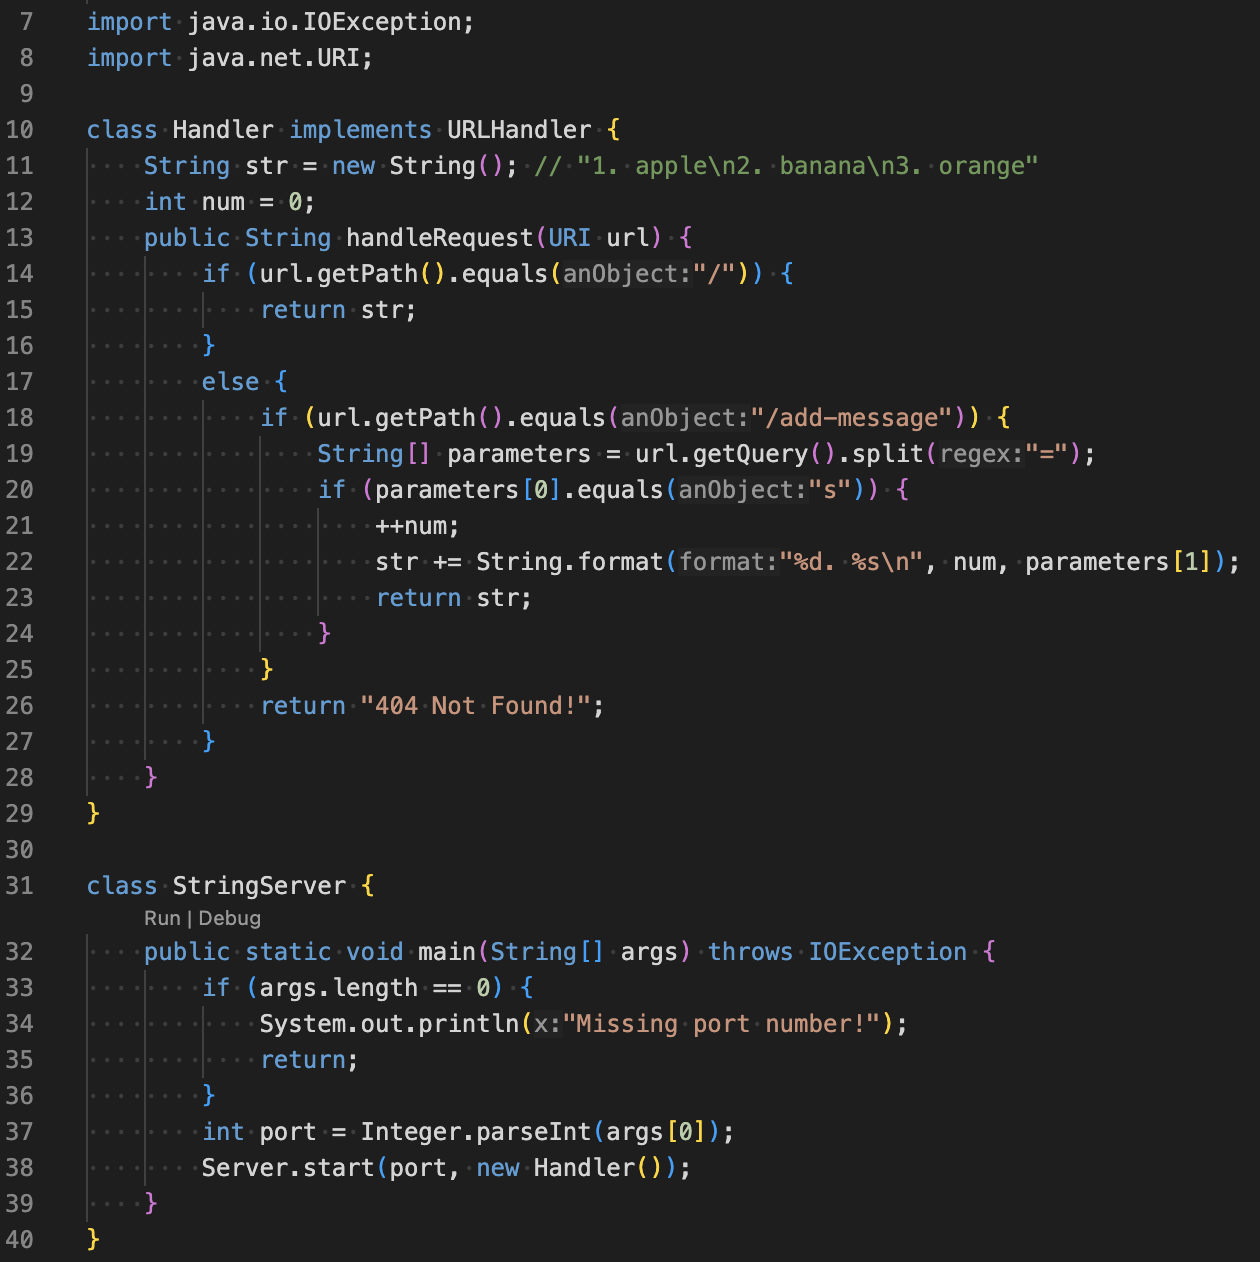 7 import java.io.IOException;
8 import java.net.URI;
9
10 class Handler implements URLHandler {
11     String str = new String(); // "1. apple\n2. banana\n3. orange"
12     int num = 0;
13     public String handleRequest(URI url) {
14         if (url.getPath().equals(anObject:"/")) {
15             return str;
16         }
17         else {
18             if (url.getPath().equals(anObject:"/add-message")) {
19                 String[] parameters = url.getQuery().split(regex:"=");
20                 if (parameters[0].equals(anObject:"s")) {
21                     ++num;
22                     str += String.format(format:"%d. %s\n", num, parameters[1]);
23                     return str;
24                 }
25             }
26             return "404 Not Found!";
27         }
28     }
29 }
30
31 class StringServer {
Run | Debug
32     public static void main(String[] args) throws IOException {
33         if (args.length == 0) {
34             System.out.println(x:"Missing port number!");
35             return;
36         }
37         int port = Integer.parseInt(args[0]);
38         Server.start(port, new Handler());
39     }
40 }